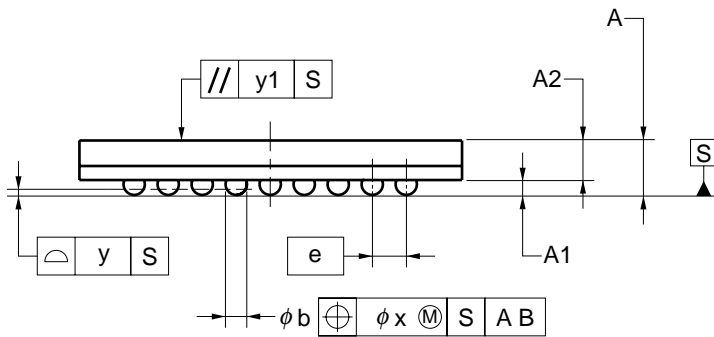 A
// y1 S
A2
S
⌓ y S
e
A1
φb ⌖ φx Ⓜ S A B